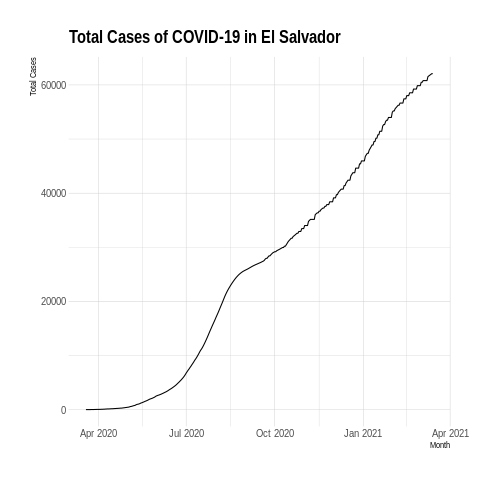 Total Cases of COVID-19 in El Salvador
Total Cases
60000
40000
20000
0
Apr 2020
Jul 2020
Oct 2020
Jan 2021
Apr 2021
Month